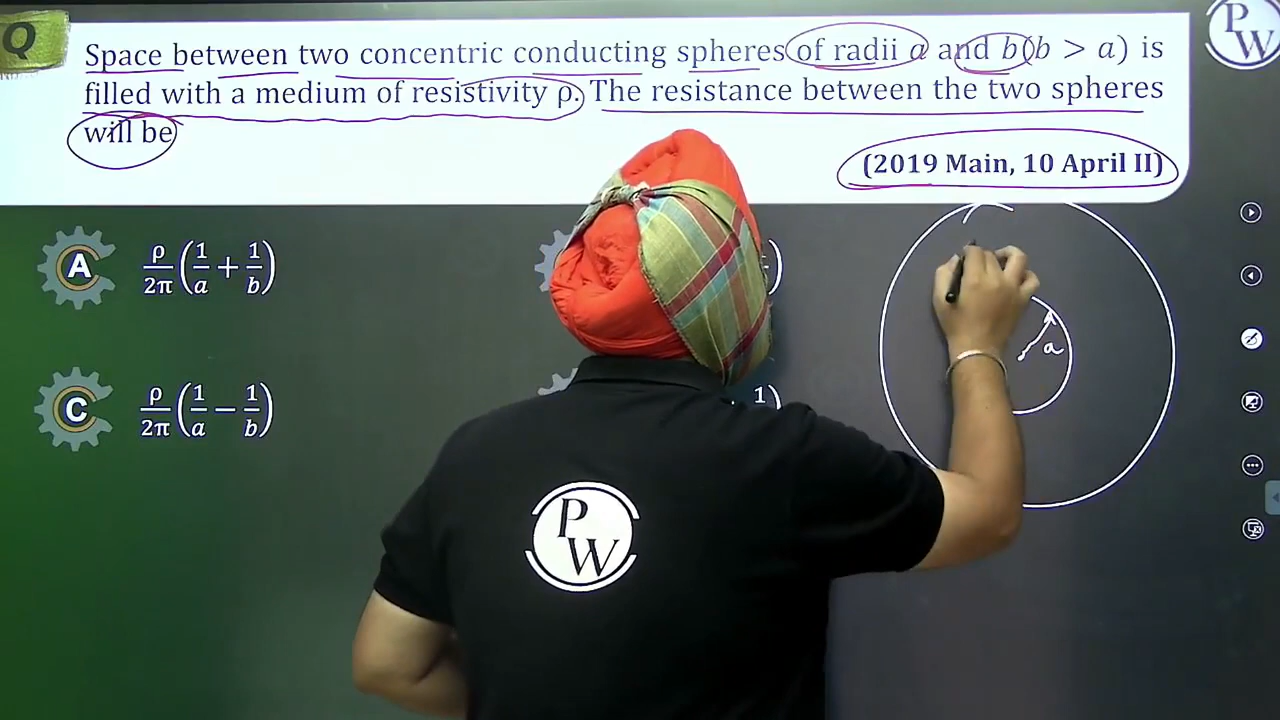 Q
Space between two concentric conducting spheres of radii a and b(b > a) is
filled with a medium of resistivity ρ. The resistance between the two spheres
will be
(2019 Main, 10 April II)
A ρ/2π (1/a + 1/b)
C ρ/2π (1/a − 1/b)
1)
a
P
W
P
W